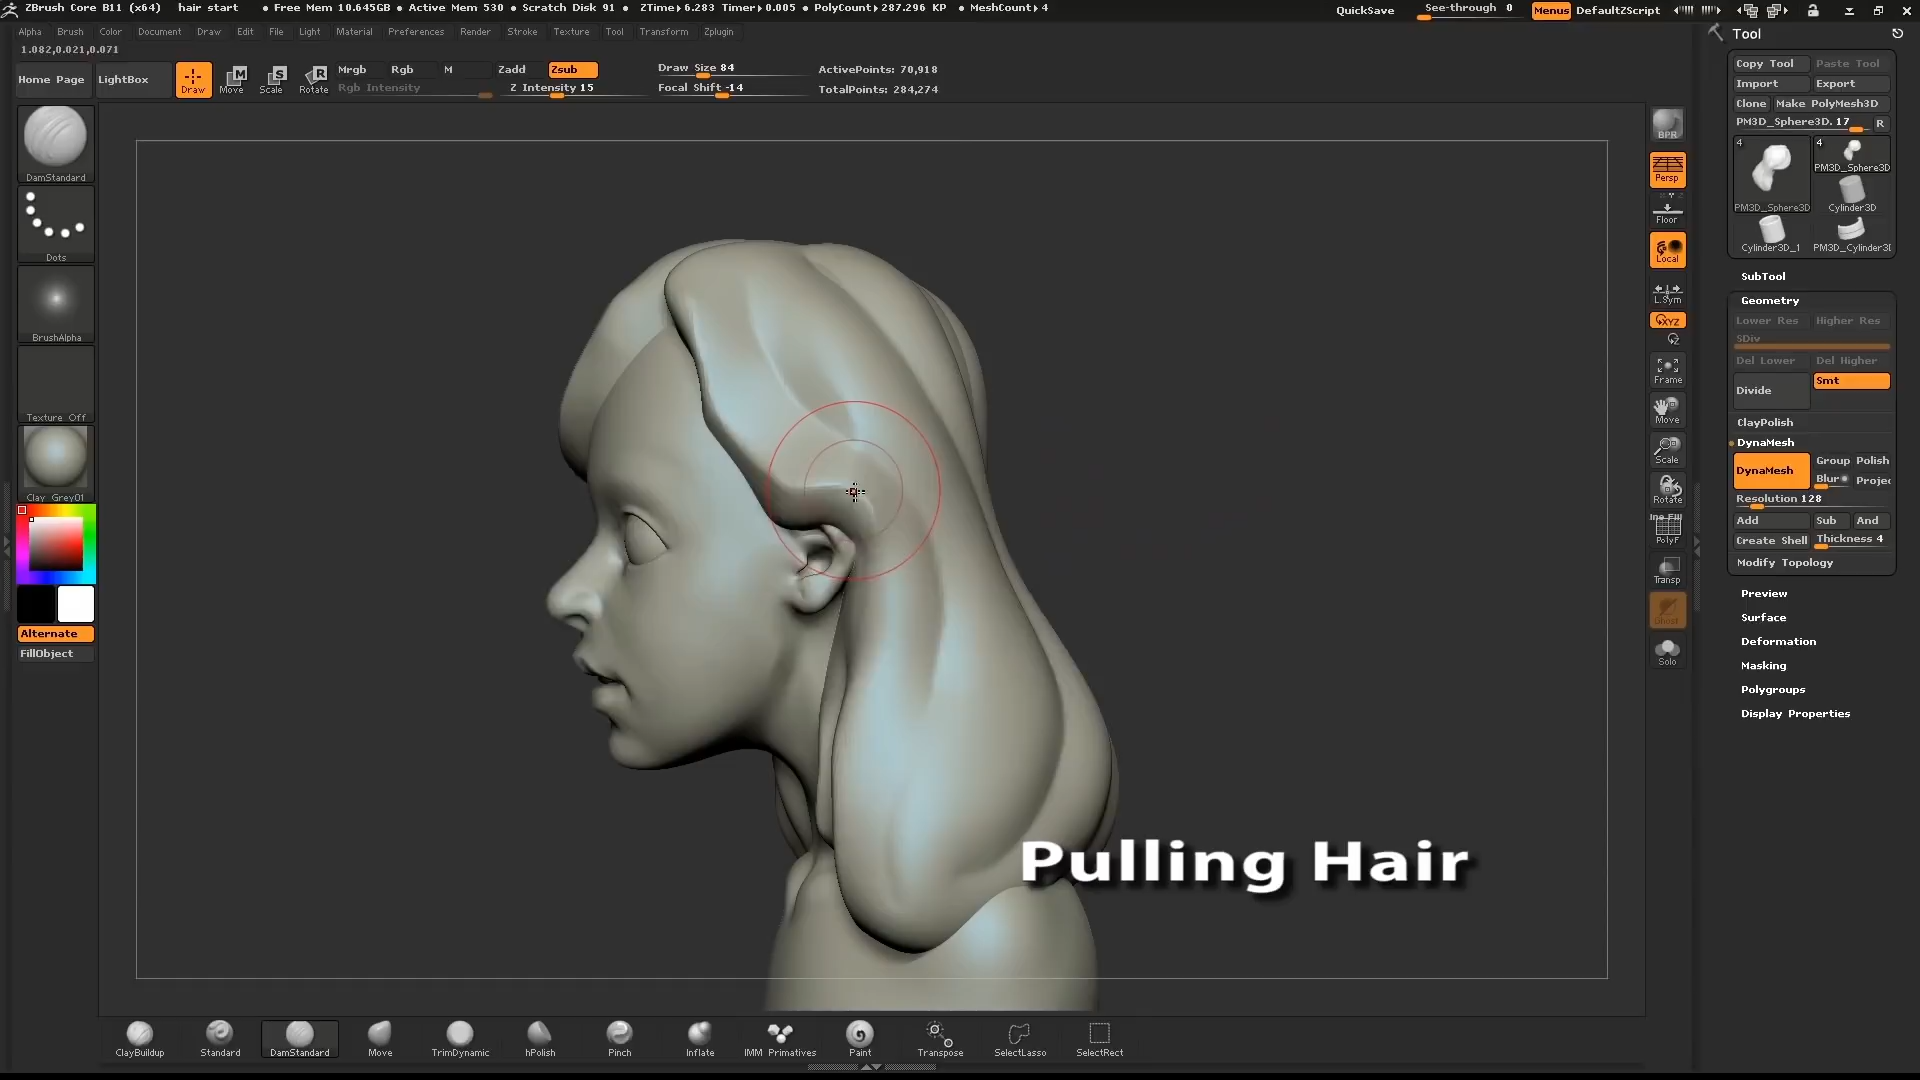 ZBrush Core B11 (x64) hair start • Free Mem 10.645GB • Active Mem 530 • Scratch Disk 91 • ZTime▸6.283 Timer▸0.005 • PolyCount▸287.296 KP • MeshCount▸4 QuickSave See-through 0 Menus DefaultZScript
Alpha Brush Color Document Draw Edit File Light Layer Material Preferences Render Stroke Texture Tool Transform Zplugin
1.082,0.021,0.071
Home Page LightBox Draw Move Scale Rotate
M S R
Mrgb Rgb M Zadd Zsub
Rgb Intensity Z Intensity 15
Draw Size 84
Focal Shift -14
ActivePoints: 70,918
TotalPoints: 284,274
DamStandard
Dots
BrushAlpha
Texture Off
Clay_Grey01
Alternate
FillObject
Pulling Hair
ClayBuildup Standard DamStandard Move TrimDynamic hPolish Pinch Inflate IMM Primatives Paint Transpose SelectLasso SelectRect
BPR
Persp
Floor
Local
L.Sym
XYZ
Frame
Move
Scale
Rotate
PolyF
Transp
Ghost
Solo
Tool
Copy Tool Paste Tool
Import Export
Clone Make PolyMesh3D
PM3D_Sphere3D. 17 R
4 4
PM3D_Sphere3D
PM3D_Sphere3D Cylinder3D
Cylinder3D_1 PM3D_Cylinder3D
SubTool
Geometry
Lower Res Higher Res
SDiv
Del Lower Del Higher
Divide Smt
ClayPolish
DynaMesh
DynaMesh Group Polish
Blur Projec
Resolution 128
Add Sub And
Create Shell Thickness 4
Modify Topology
Preview
Surface
Deformation
Masking
Polygroups
Display Properties